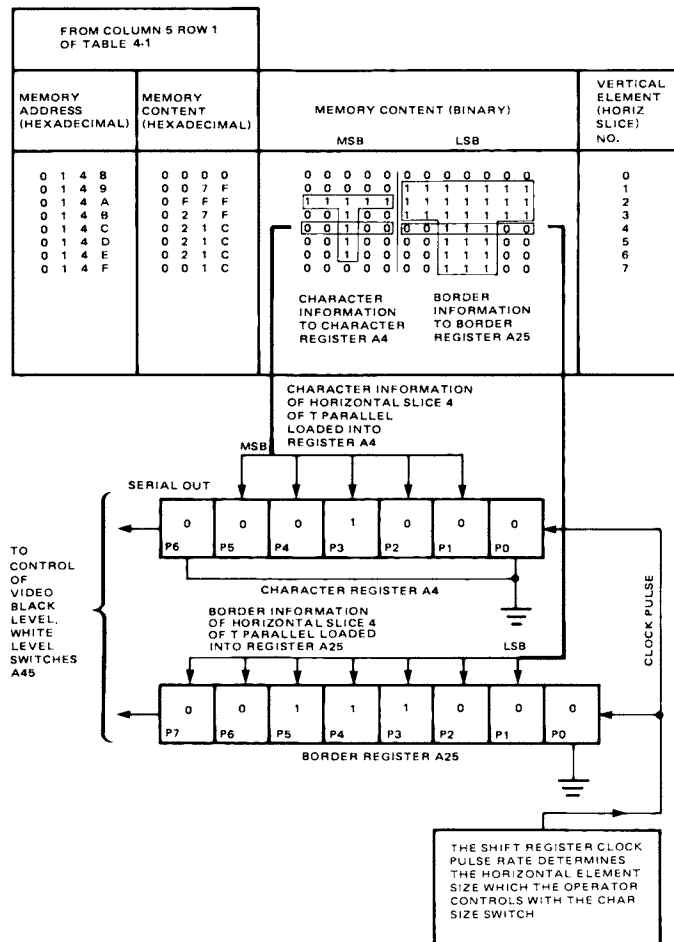 FROM COLUMN 5 ROW 1
OF TABLE 4-1
MEMORY
ADDRESS
(HEXADECIMAL)
MEMORY
CONTENT
(HEXADECIMAL)
MEMORY CONTENT (BINARY)
MSB LSB
VERTICAL
ELEMENT
(HORIZ
SLICE)
NO.
0 1 4 B 0 0 0 0 0 0 0 0 0 0 0 0 0 0 0 0 0
0 1 4 9 0 0 7 F 0 0 0 0 0 1 1 1 1 1 1 1 1
0 1 4 A 0 F F F 1 1 1 1 1 1 1 1 1 1 1 1 2
0 1 4 B 0 2 7 F 0 0 1 0 0 1 1 1 1 1 1 1 3
0 1 4 C 0 2 1 C 0 0 1 0 0 0 0 1 1 1 0 0 4
0 1 4 D 0 2 1 C 0 0 1 0 0 0 0 1 1 1 0 0 5
0 1 4 E 0 2 1 C 0 0 1 0 0 0 0 1 1 1 0 0 6
0 1 4 F 0 0 1 C 0 0 0 0 0 0 0 1 1 1 0 0 7
CHARACTER
INFORMATION
TO CHARACTER
REGISTER A4
BORDER
INFORMATION
TO BORDER
REGISTER A25
CHARACTER INFORMATION
OF HORIZONTAL SLICE 4
OF T PARALLEL
LOADED INTO
REGISTER A4
MSB
SERIAL OUT
0 0 0 1 0 0 0
P6 P5 P4 P3 P2 P1 P0
CHARACTER REGISTER A4
TO
CONTROL
OF
VIDEO
BLACK
LEVEL,
WHITE
LEVEL
SWITCHES
A45
BORDER INFORMATION
OF HORIZONTAL SLICE 4
OF T PARALLEL LOADED
INTO REGISTER A25
LSB
CLOCK PULSE
0 0 1 1 1 0 0 0
P7 P6 P5 P4 P3 P2 P1 P0
BORDER REGISTER A25
THE SHIFT REGISTER CLOCK
PULSE RATE DETERMINES
THE HORIZONTAL ELEMENT
SIZE WHICH THE OPERATOR
CONTROLS WITH THE CHAR
SIZE SWITCH